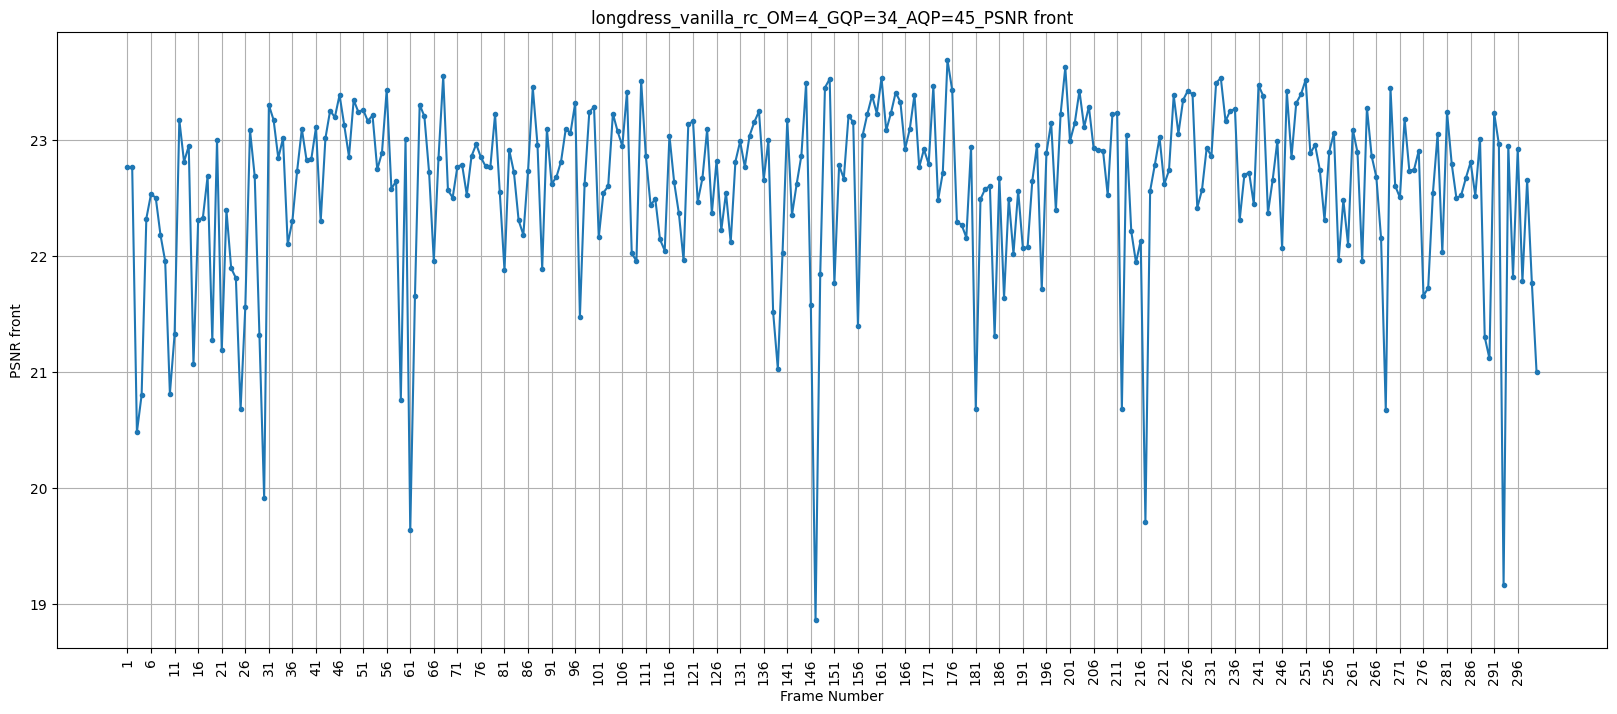 longdress_vanilla_rc_OM=4_GQP=34_AQP=45_PSNR front
PSNR front
23
22
21
20
19
1 6 11 16 21 26 31 36 41 46 51 56 61 66 71 76 81 86 91 96 101 106 111 116 121 126 131 136 141 146 151 156 161 166 171 176 181 186 191 196 201 206 211 216 221 226 231 236 241 246 251 256 261 266 271 276 281 286 291 296
Frame Number